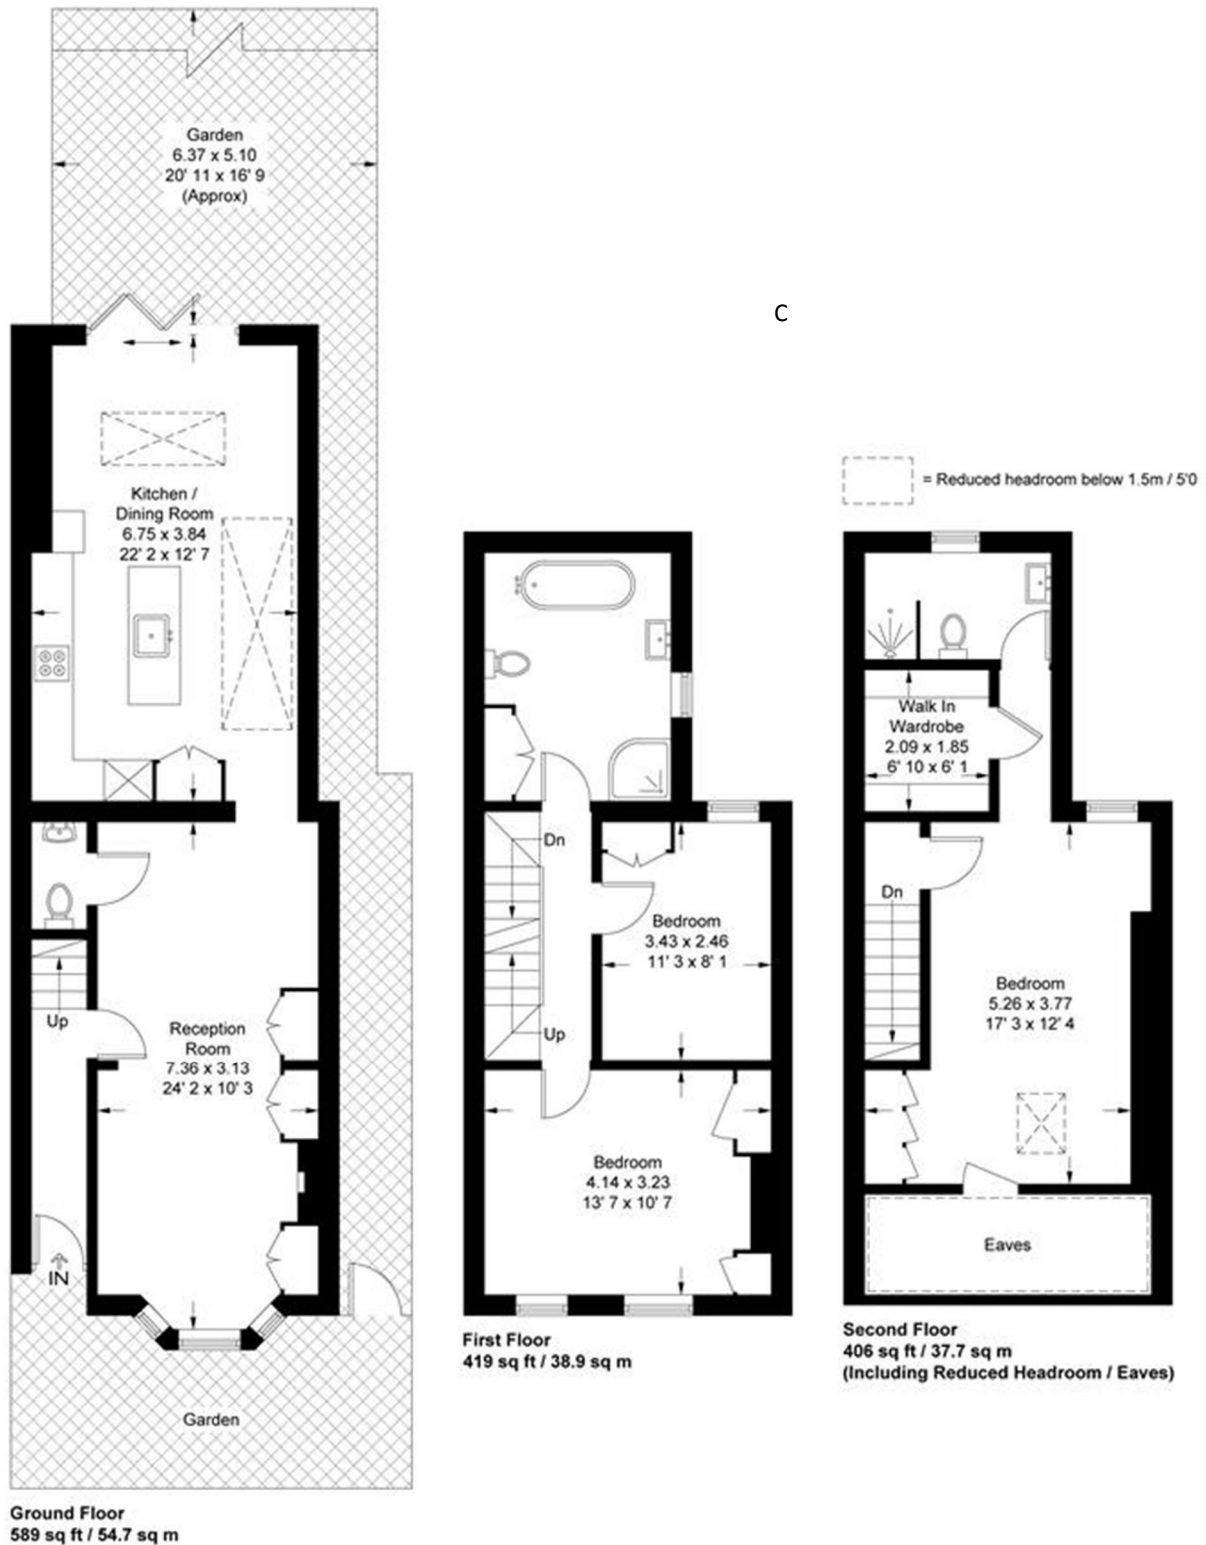 Garden
6.37 x 5.10
20' 11 x 16' 9
(Approx)
C
Kitchen /
Dining Room
6.75 x 3.84
22' 2 x 12' 7
= Reduced headroom below 1.5m / 5'0
Walk In
Wardrobe
2.09 x 1.85
6' 10 x 6' 1
Dn
Up
Bedroom
3.43 x 2.46
11' 3 x 8' 1
Dn
Bedroom
5.26 x 3.77
17' 3 x 12' 4
Up
Reception
Room
7.36 x 3.13
24' 2 x 10' 3
Bedroom
4.14 x 3.23
13' 7 x 10' 7
Eaves
IN
Garden
First Floor
419 sq ft / 38.9 sq m
Second Floor
406 sq ft / 37.7 sq m
(Including Reduced Headroom / Eaves)
Ground Floor
589 sq ft / 54.7 sq m